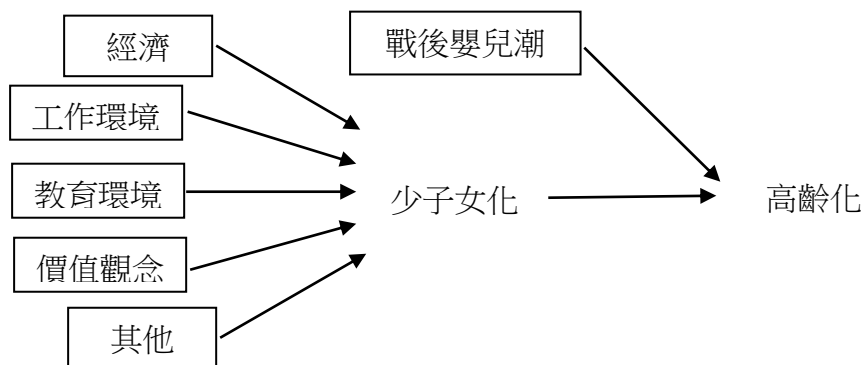 經濟
戰後嬰兒潮
工作環境
教育環境
少子女化
高齡化
價值觀念
其他